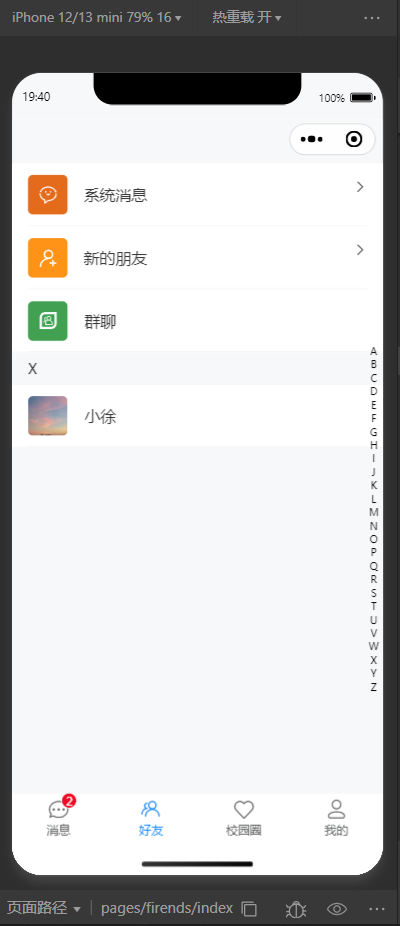 iPhone 12/13 mini 79% 16 热重载 开
19:40 100%
系统消息
新的朋友
群聊
X
小徐
A
B
C
D
E
F
G
H
I
J
K
L
M
N
O
P
Q
R
S
T
U
V
W
X
Y
Z
2
消息 好友 校园圈 我的
页面路径 pages/firends/index